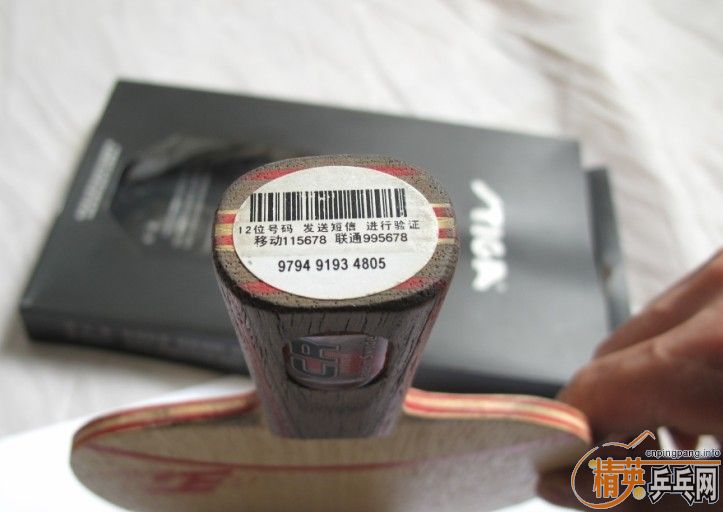 12位号码 发送短信 进行验证
移动115678 联通995678
9794 9193 4805
STIGA
cnpingpang.info
精英乒乓网